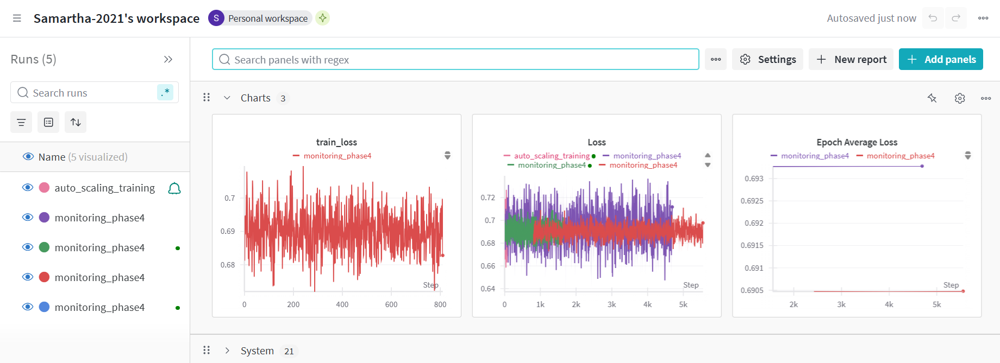 Samartha-2021's workspace
S
Personal workspace
Autosaved just now
Runs (5)
Search runs
.*
Name (5 visualized)
auto_scaling_training
monitoring_phase4
monitoring_phase4
monitoring_phase4
monitoring_phase4
Search panels with regex
Settings
New report
Add panels
Charts 3
train_loss
monitoring_phase4
0.7
0.69
0.68
Step
0 200 400 600 800
Loss
auto_scaling_training monitoring_phase4
monitoring_phase4 monitoring_phase4
0.72
0.7
0.68
0.66
0.64
Step
0 1k 2k 3k 4k 5k
Epoch Average Loss
monitoring_phase4 monitoring_phase4
0.693
0.6925
0.692
0.6915
0.691
0.6905
Step
2k 3k 4k 5k
System 21